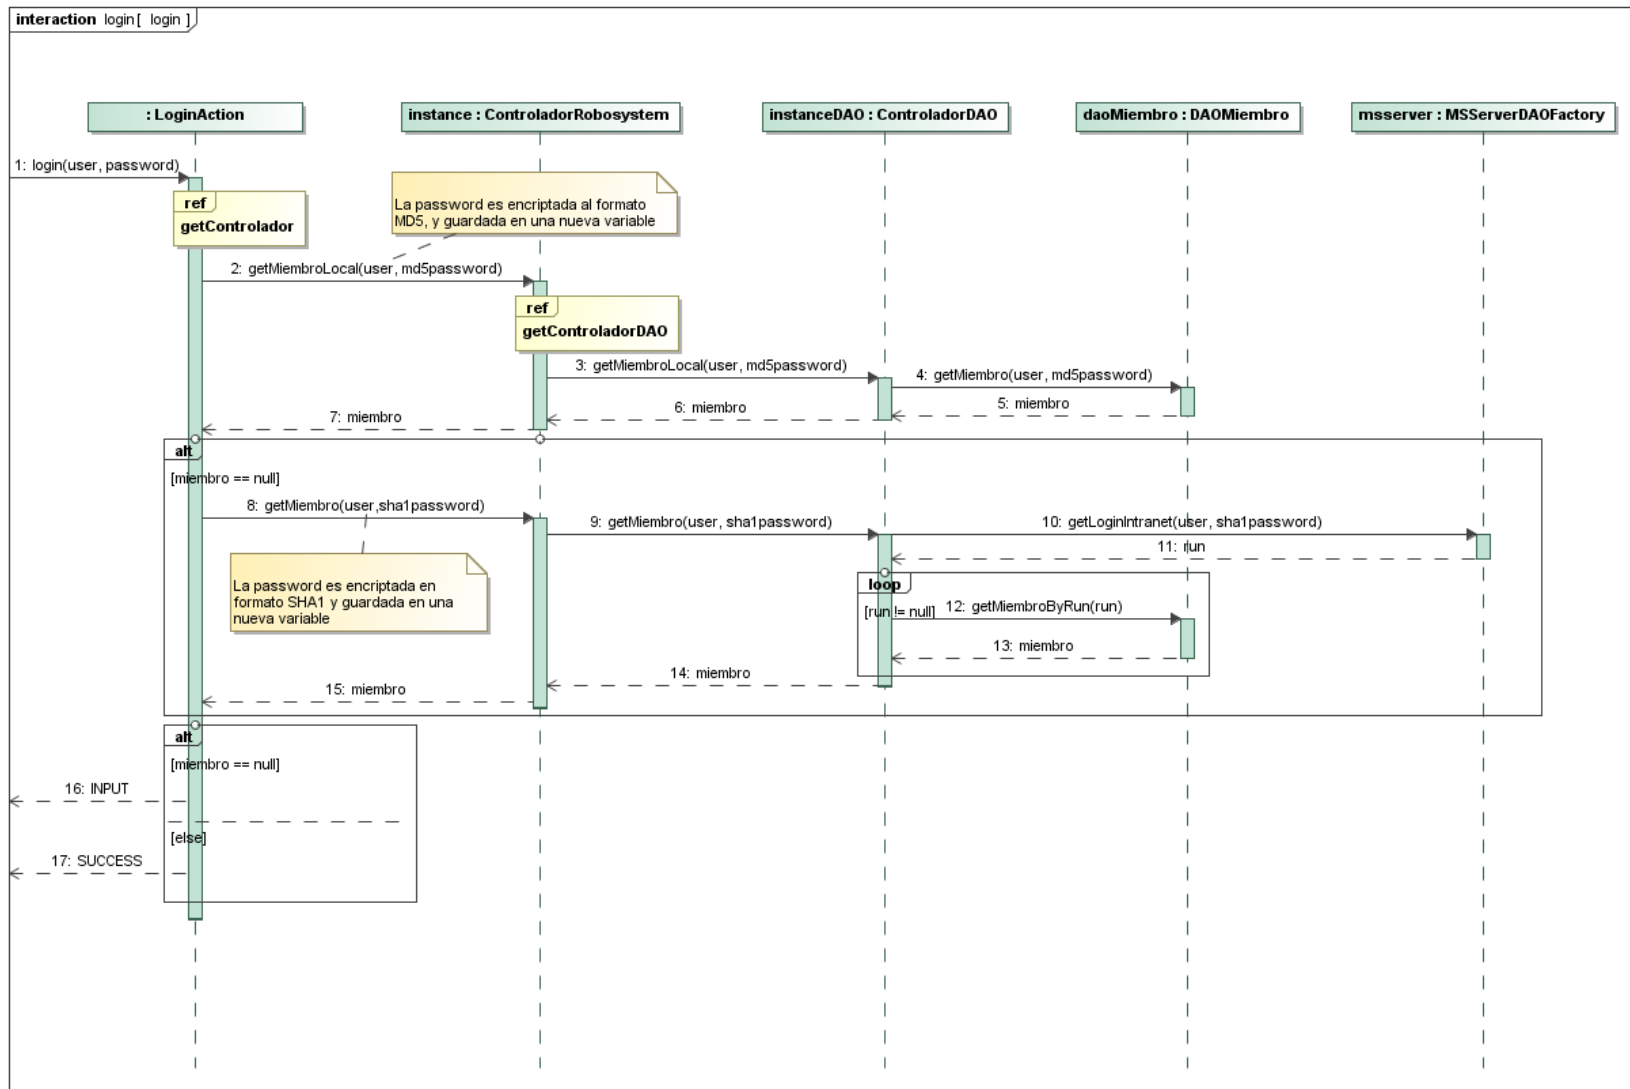 interaction login[ login ]
: LoginAction
instance : ControladorRobosystem
instanceDAO : ControladorDAO
daoMiembro : DAOMiembro
msserver : MSServerDAOFactory
1: login(user, password)
ref
getControlador
La password es encriptada al formato
MD5, y guardada en una nueva variable
2: getMiembroLocal(user, md5password)
ref
getControladorDAO
3: getMiembroLocal(user, md5password)
4: getMiembro(user, md5password)
5: miembro
6: miembro
7: miembro
alt
[miembro == null]
8: getMiembro(user,sha1password)
9: getMiembro(user, sha1password)
10: getLoginIntranet(user, sha1password)
11: run
La password es encriptada en
formato SHA1 y guardada en una
nueva variable
loop
[run != null]
12: getMiembroByRun(run)
13: miembro
14: miembro
15: miembro
alt
[miembro == null]
16: INPUT
[else]
17: SUCCESS